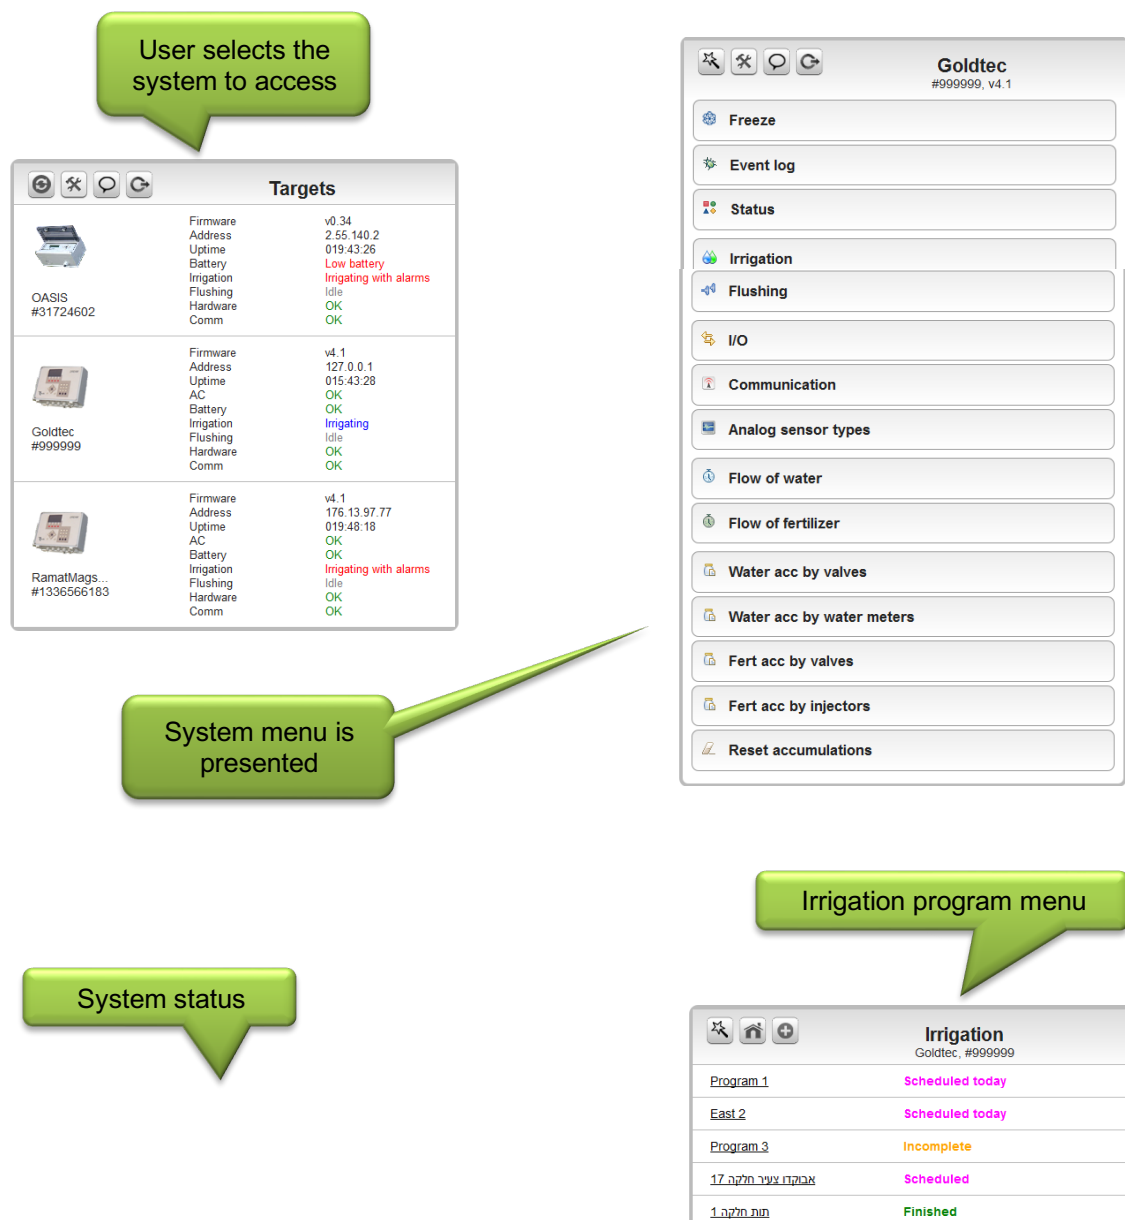 User selects the
system to access
Targets
Firmware v0.34
Address 2.55.140.2
Uptime 019:43:26
Battery Low battery
Irrigation Irrigating with alarms
Flushing Idle
Hardware OK
Comm OK
OASIS
#31724602
Firmware v4.1
Address 127.0.0.1
Uptime 015:43:28
AC OK
Battery OK
Irrigation Irrigating
Flushing Idle
Hardware OK
Comm OK
Goldtec
#999999
Firmware v4.1
Address 176.13.97.77
Uptime 019:48:18
AC OK
Battery OK
Irrigation Irrigating with alarms
Flushing Idle
Hardware OK
Comm OK
RamatMags...
#1336566183
System menu is
presented
Goldtec
#999999, v4.1
Freeze
Event log
Status
Irrigation
Flushing
I/O
Communication
Analog sensor types
Flow of water
Flow of fertilizer
Water acc by valves
Water acc by water meters
Fert acc by valves
Fert acc by injectors
Reset accumulations
System status
Irrigation program menu
Irrigation
Goldtec, #999999
Program 1 Scheduled today
East 2 Scheduled today
Program 3 Incomplete
אבוקדו צעיר חלקה 17 Scheduled
תות חלקה 1 Finished